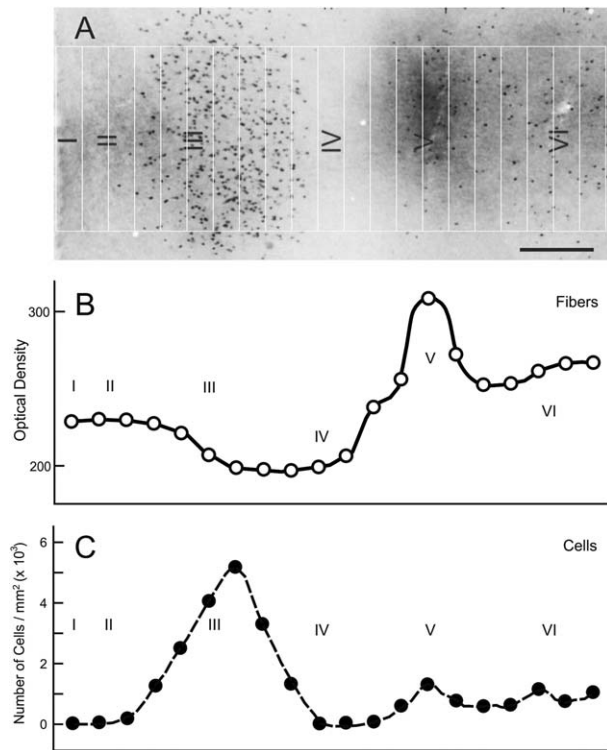 A
I II III IV V VI
B
Fibers
300
200
Optical Density
I II III IV V VI
C
Cells
6
4
2
0
Number of Cells / mm² (x 10³)
I II III IV V VI